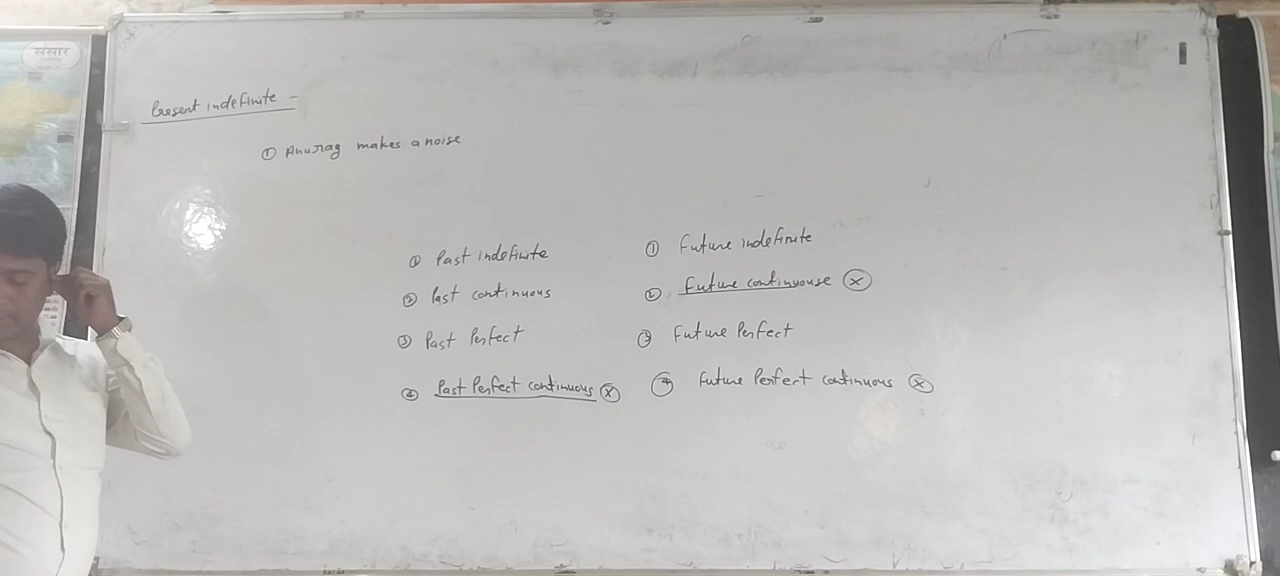 संसार
Present indefinite -
① Anurag makes a noise
① Past indefinite
② Past continuous
③ Past Perfect
④ Past Perfect continuous Ⓧ
① Future indefinite
② Future continuouse Ⓧ
③ Future Perfect
④ Future Perfect continuous Ⓧ